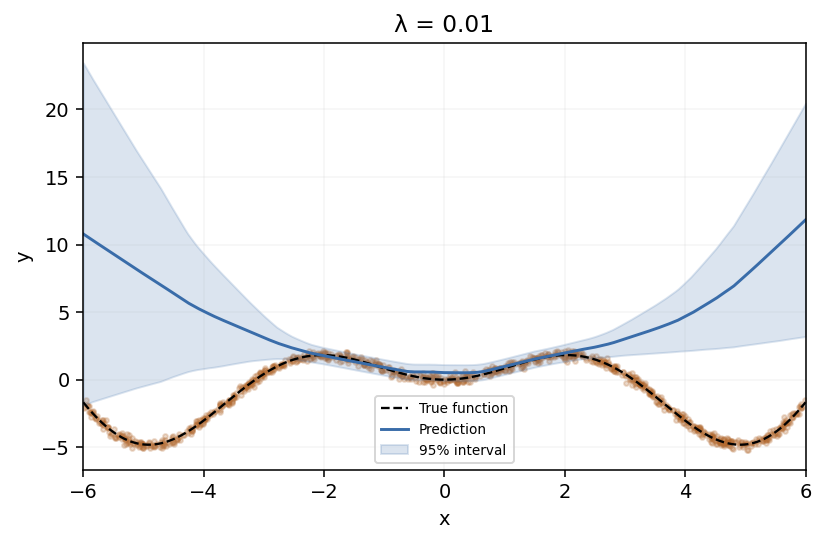 λ = 0.01
y
20
15
10
5
0
−5
True function
Prediction
95% interval
−6
−4
−2
0
2
4
6
x